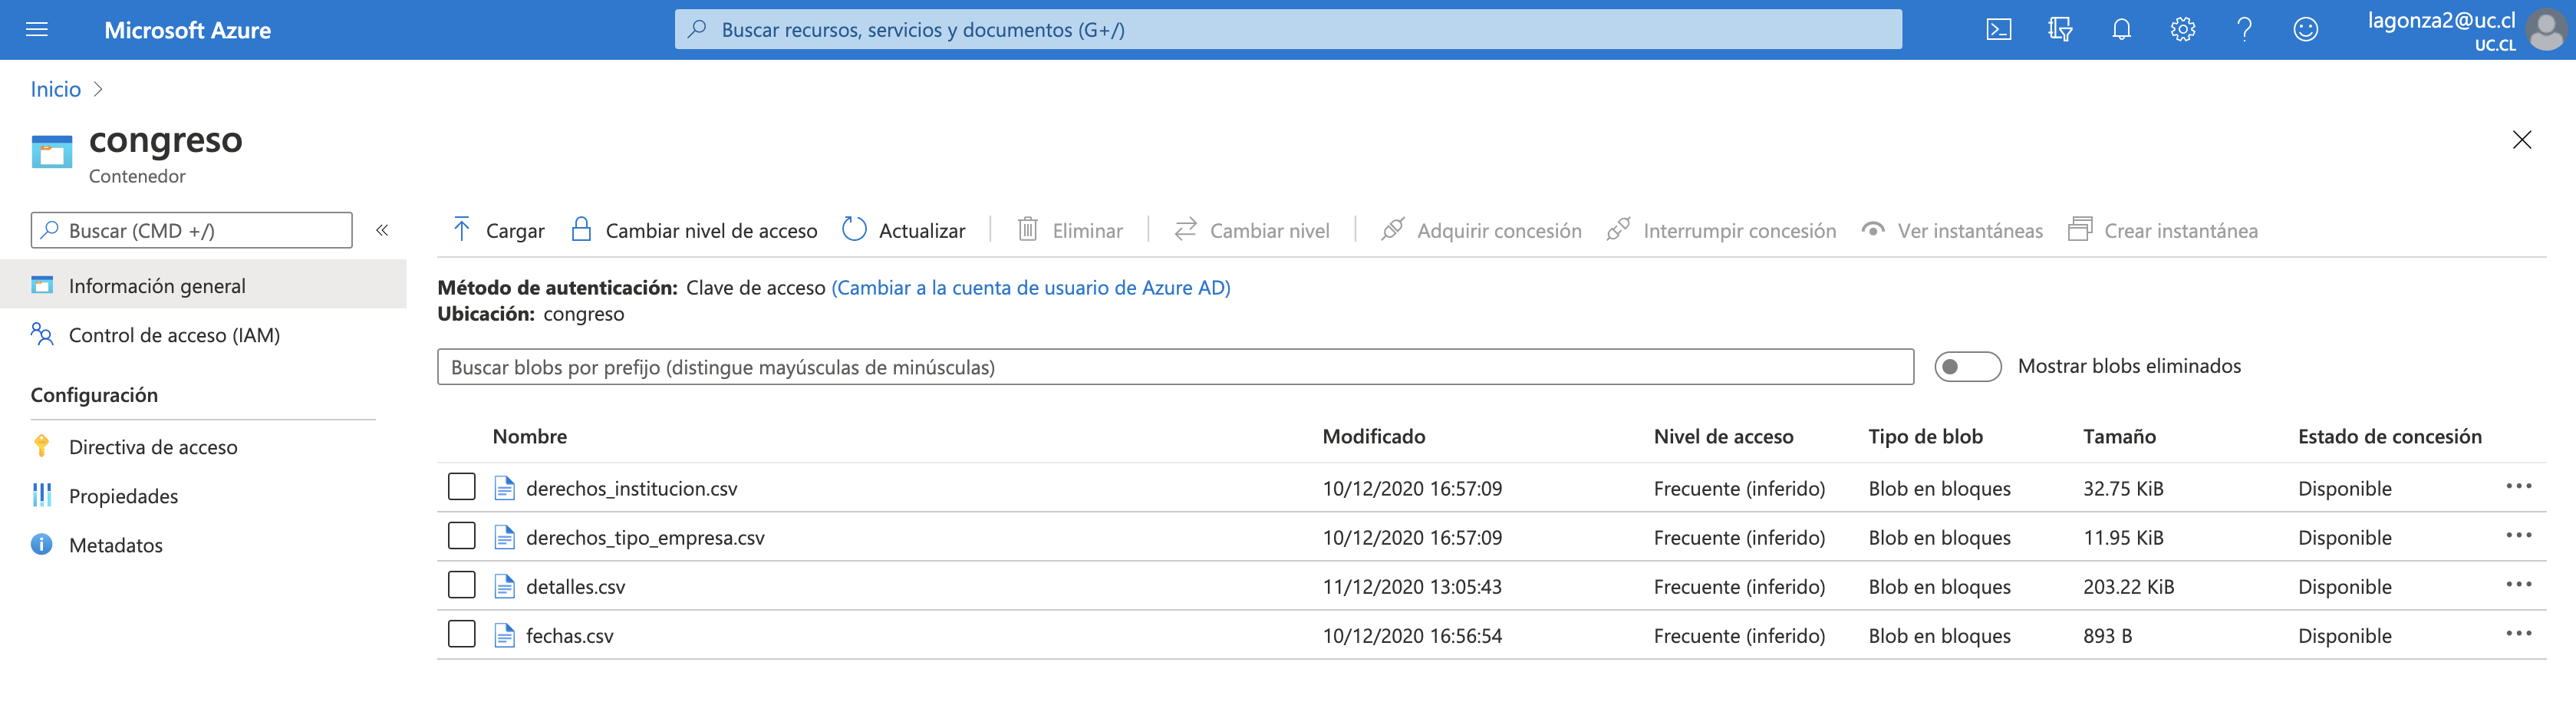 Microsoft Azure
Buscar recursos, servicios y documentos (G+/)
lagonza2@uc.cl
UC.CL
Inicio
congreso
Contenedor
Buscar (CMD +/)
Cargar
Cambiar nivel de acceso
Actualizar
Eliminar
Cambiar nivel
Adquirir concesión
Interrumpir concesión
Ver instantáneas
Crear instantánea
Información general
Control de acceso (IAM)
Configuración
Directiva de acceso
Propiedades
Metadatos
Método de autenticación: Clave de acceso (Cambiar a la cuenta de usuario de Azure AD)
Ubicación: congreso
Buscar blobs por prefijo (distingue mayúsculas de minúsculas)
Mostrar blobs eliminados
Nombre Modificado Nivel de acceso Tipo de blob Tamaño Estado de concesión
derechos_institucion.csv 10/12/2020 16:57:09 Frecuente (inferido) Blob en bloques 32.75 KiB Disponible
derechos_tipo_empresa.csv 10/12/2020 16:57:09 Frecuente (inferido) Blob en bloques 11.95 KiB Disponible
detalles.csv 11/12/2020 13:05:43 Frecuente (inferido) Blob en bloques 203.22 KiB Disponible
fechas.csv 10/12/2020 16:56:54 Frecuente (inferido) Blob en bloques 893 B Disponible